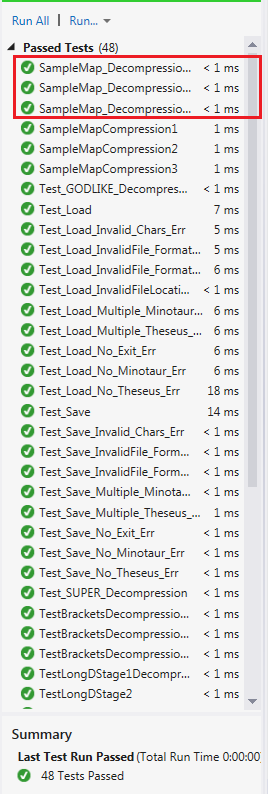 Run All | Run...
Passed Tests (48)
SampleMap_Decompressio... < 1 ms
SampleMap_Decompressio... < 1 ms
SampleMap_Decompressio... < 1 ms
SampleMapCompression1 < 1 ms
SampleMapCompression2 < 1 ms
SampleMapCompression3 < 1 ms
Test_GODLIKE_Decompres... < 1 ms
Test_Load 7 ms
Test_Load_Invalid_Chars_Err 5 ms
Test_Load_InvalidFile_Format... 5 ms
Test_Load_InvalidFile_Format... 6 ms
Test_Load_InvalidFileLocati... < 1 ms
Test_Load_Multiple_Minotaur... 6 ms
Test_Load_Multiple_Theseus... 6 ms
Test_Load_No_Exit_Err 6 ms
Test_Load_No_Minotaur_Err 6 ms
Test_Load_No_Theseus_Err 18 ms
Test_Save 14 ms
Test_Save_Invalid_Chars_Err < 1 ms
Test_Save_InvalidFile_Form... < 1 ms
Test_Save_InvalidFile_Form... < 1 ms
Test_Save_Multiple_Minota... < 1 ms
Test_Save_Multiple_Theseus_... < 1 ms
Test_Save_No_Exit_Err < 1 ms
Test_Save_No_Minotaur_Err < 1 ms
Test_Save_No_Theseus_Err < 1 ms
Test_SUPER_Decompression < 1 ms
TestBracketsDecompressio... < 1 ms
TestBracketsDecompressio... < 1 ms
TestBracketsDecompressio... < 1 ms
TestLongDStage1Decompr... < 1 ms
TestLongDStage2 < 1 ms
Summary
Last Test Run Passed (Total Run Time 0:00:00)
48 Tests Passed